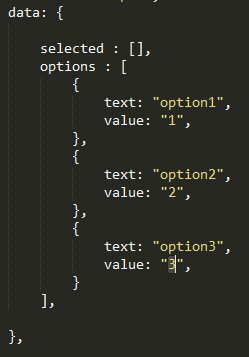 data: {
selected : [],
options : [
{
text: "option1",
value: "1",
},
{
text: "option2",
value: "2",
},
{
text: "option3",
value: "3",
}
],
},